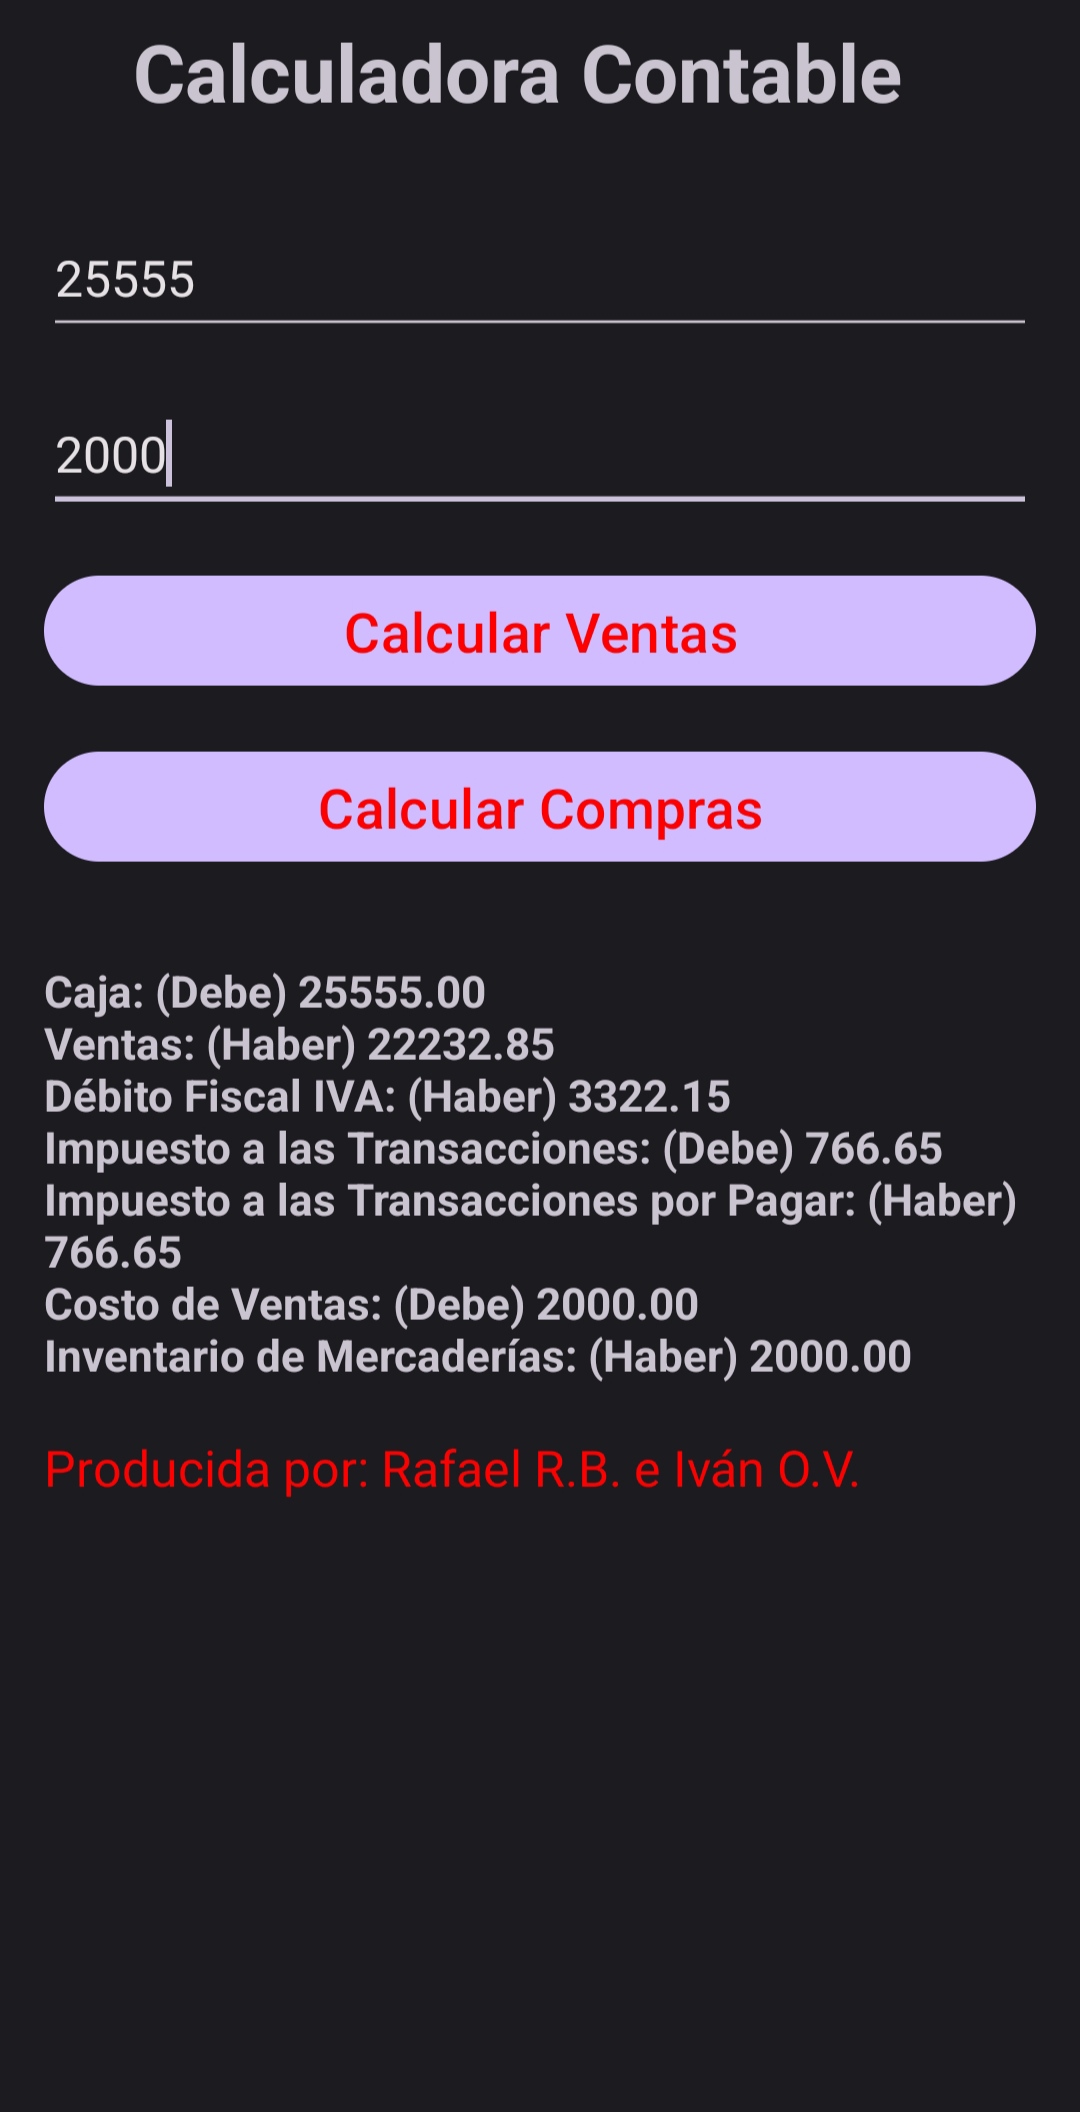 Calculadora Contable
25555
2000
Calcular Ventas
Calcular Compras
Caja: (Debe) 25555.00
Ventas: (Haber) 22232.85
Débito Fiscal IVA: (Haber) 3322.15
Impuesto a las Transacciones: (Debe) 766.65
Impuesto a las Transacciones por Pagar: (Haber)
766.65
Costo de Ventas: (Debe) 2000.00
Inventario de Mercaderías: (Haber) 2000.00
Producida por: Rafael R.B. e Iván O.V.